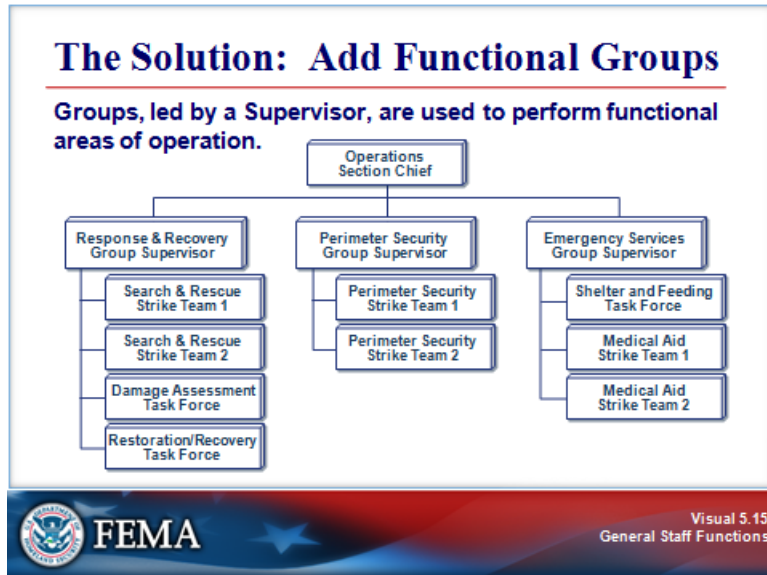 The Solution:  Add Functional Groups
Groups, led by a Supervisor, are used to perform functional
areas of operation.
Operations
Section Chief
Response & Recovery
Group Supervisor
Search & Rescue
Strike Team 1
Search & Rescue
Strike Team 2
Damage Assessment
Task Force
Restoration/Recovery
Task Force
Perimeter Security
Group Supervisor
Perimeter Security
Strike Team 1
Perimeter Security
Strike Team 2
Emergency Services
Group Supervisor
Shelter and Feeding
Task Force
Medical Aid
Strike Team 1
Medical Aid
Strike Team 2
FEMA
Visual 5.15
General Staff Functions